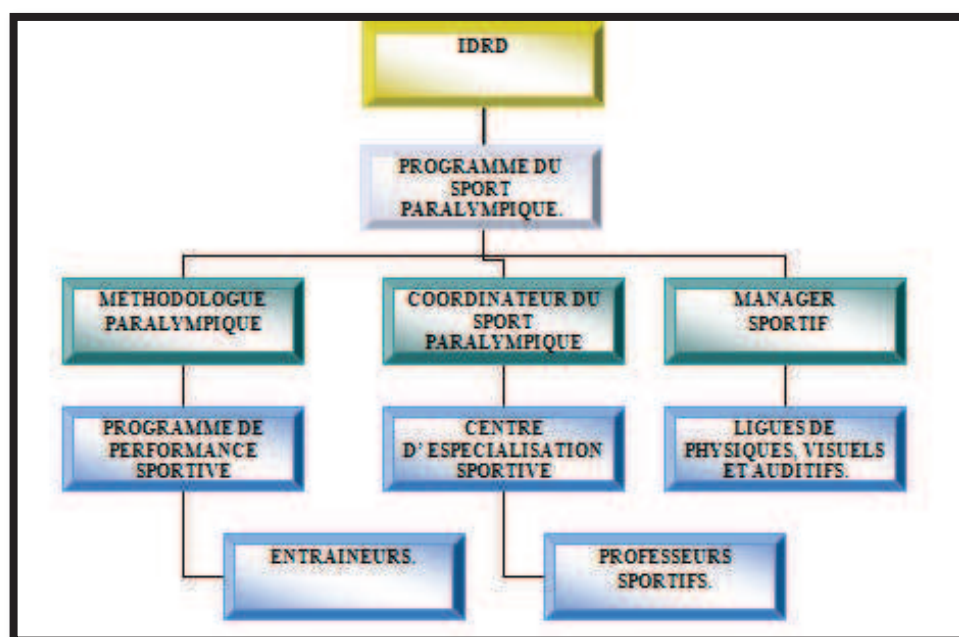 IDRD
PROGRAMME DU
SPORT
PARALYMPIQUE.
METHODOLOGUE
PARALYMPIQUE
COORDINATEUR DU
SPORT
PARALYMPIQUE
MANAGER
SPORTIF
PROGRAMME DE
PERFORMANCE
SPORTIVE
CENTRE
D' ESPECIALISATION
SPORTIVE
LIGUES DE
PHYSIQUES, VISUELS
ET AUDITIFS.
ENTRAINEURS.
PROFESSEURS
SPORTIFS.